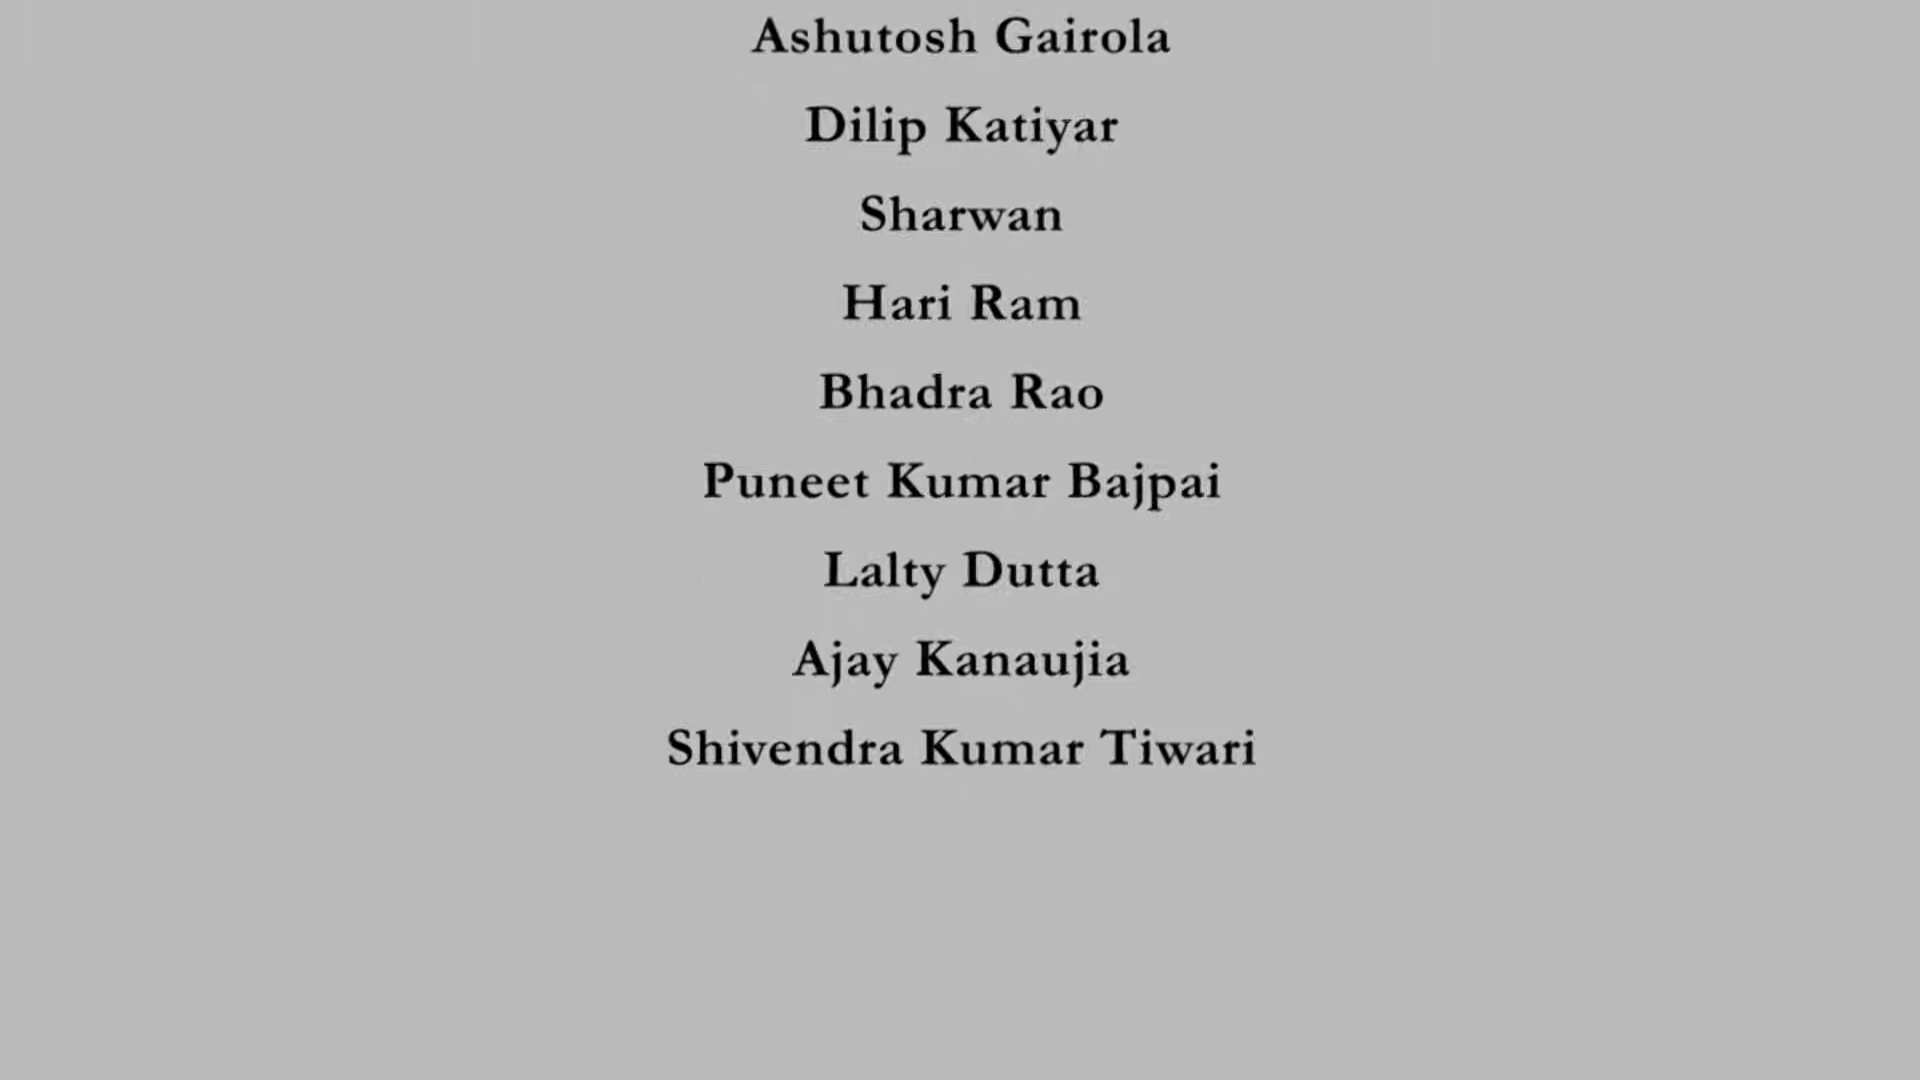 Ashutosh Gairola
Dilip Katiyar
Sharwan
Hari Ram
Bhadra Rao
Puneet Kumar Bajpai
Lalty Dutta
Ajay Kanaujia
Shivendra Kumar Tiwari